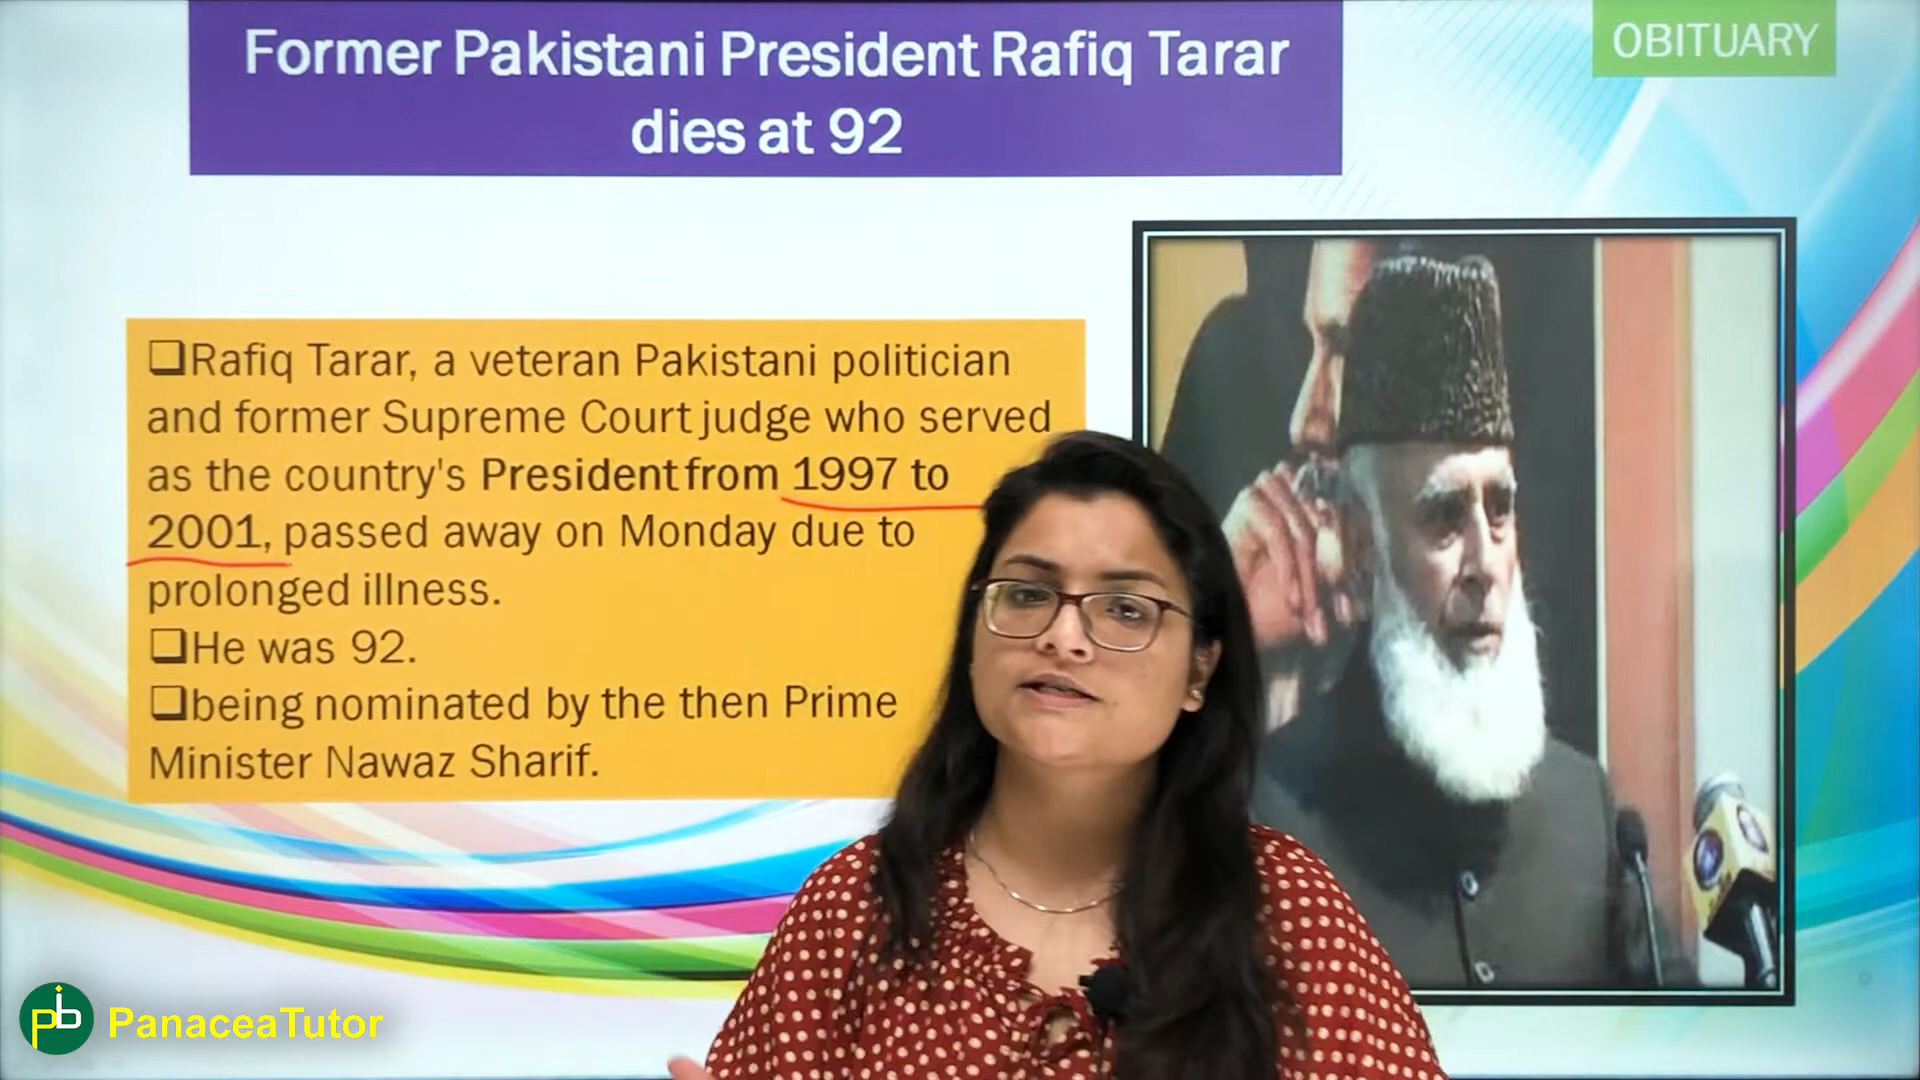 Former Pakistani President Rafiq Tarar
dies at 92
OBITUARY
❑Rafiq Tarar, a veteran Pakistani politician
and former Supreme Court judge who served
as the country's President from 1997 to
2001, passed away on Monday due to
prolonged illness.
❑He was 92.
❑being nominated by the then Prime
Minister Nawaz Sharif.
pb PanaceaTutor